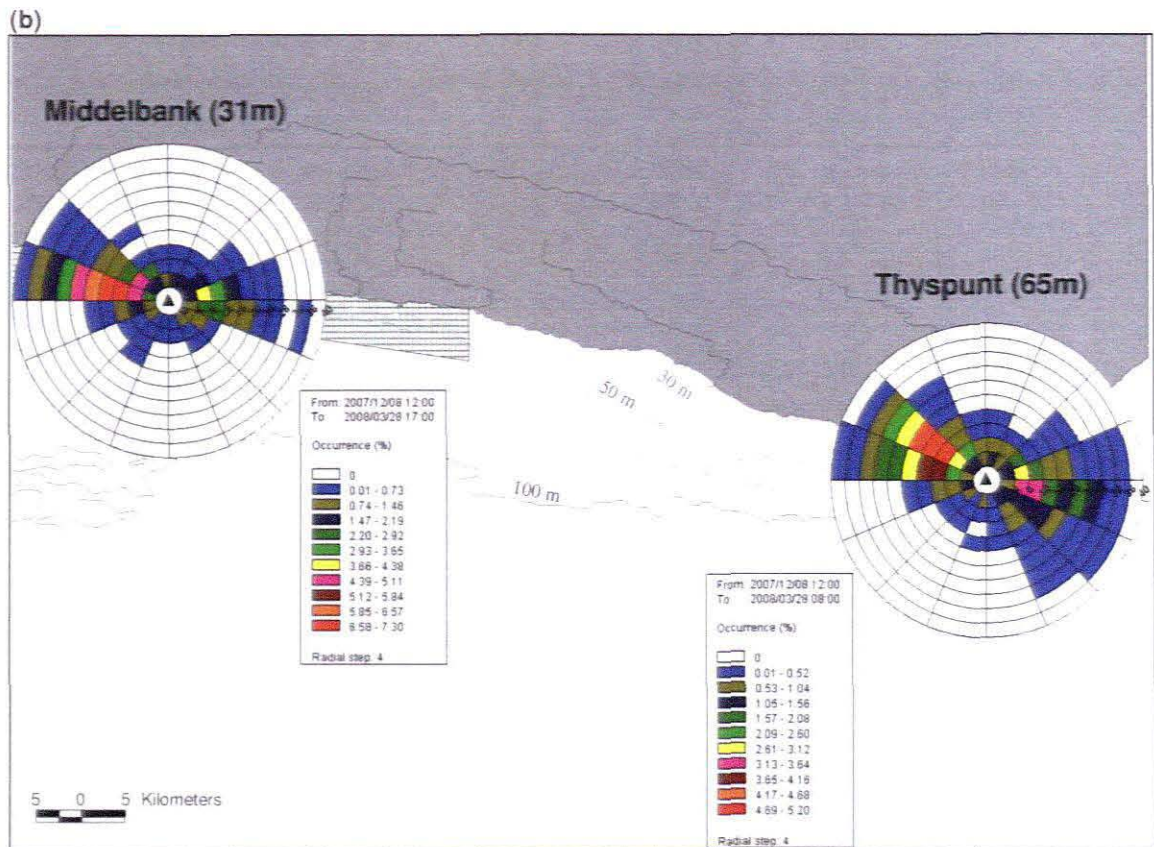 (b)
Middelbank (31m)
Thyspunt (65m)
30 m
50 m
100 m
From: 2007/12/08 12:00
To 2008/03/28 17:00
Occurrence (%)
0
0.01 - 0.73
0.74 - 1.46
1.47 - 2.19
2.20 - 2.92
2.93 - 3.65
3.66 - 4.38
4.39 - 5.11
5.12 - 5.84
5.85 - 6.57
6.58 - 7.30
Radial step: 4
From: 2007/12/08 12:00
To 2008/03/28 08:00
Occurrence (%)
0
0.01 - 0.52
0.53 - 1.04
1.05 - 1.56
1.57 - 2.08
2.09 - 2.60
2.61 - 3.12
3.13 - 3.64
3.65 - 4.16
4.17 - 4.68
4.69 - 5.20
Radial step: 4
5 0 5 Kilometers